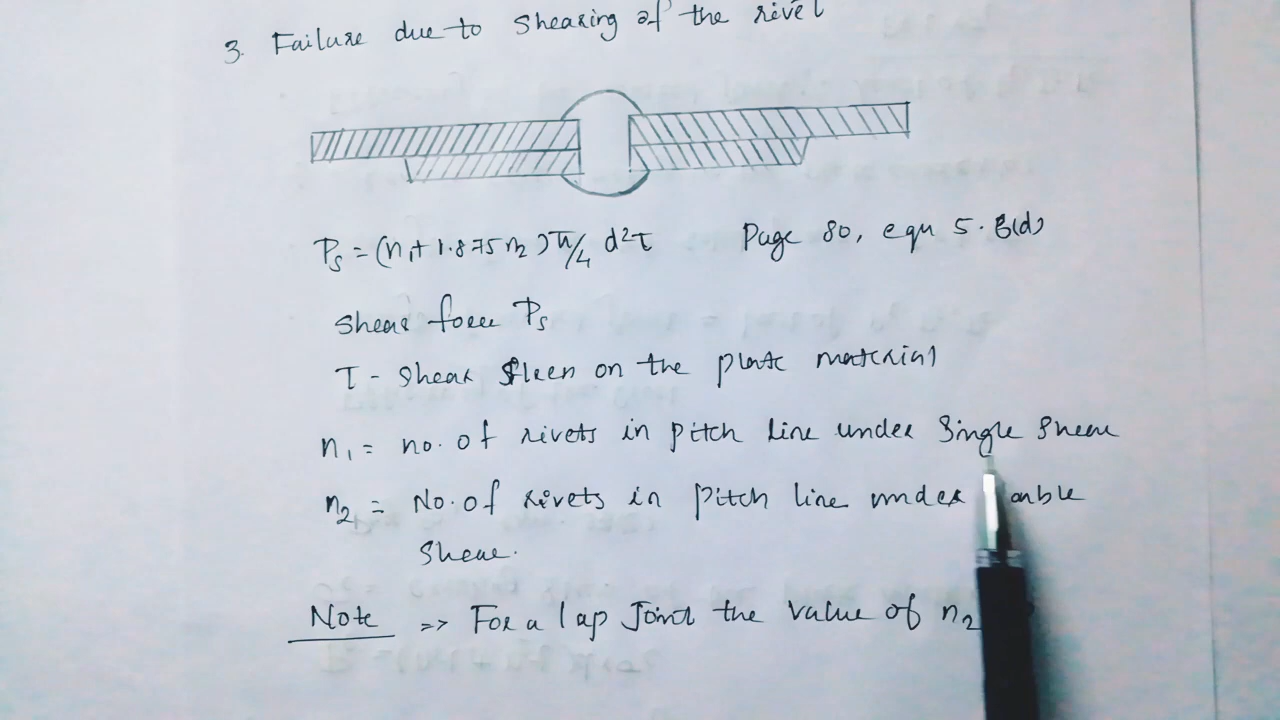 3. Failure due to Shearing of the rivet
Ps = (n1 + 1.875 n2) π/4 d²τ Page 80, equ 5.8(d)
Shear force Ps
τ - Shear stress on the plate material
n1 = no. of rivets in pitch line under Single Shear
n2 = No. of rivets in pitch line under ouble
Shear.
Note => For a lap Joint the value of n2